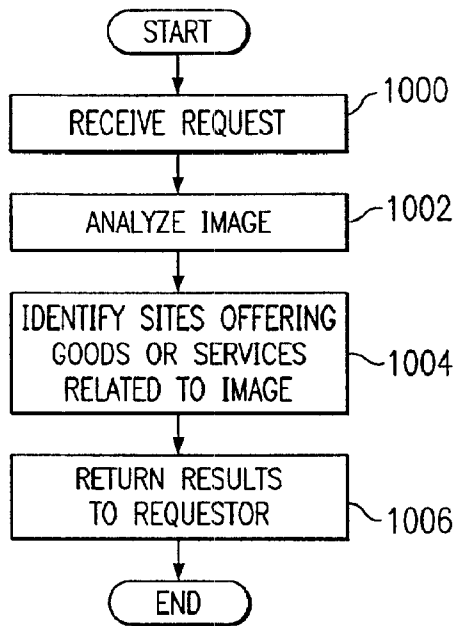 START
RECEIVE REQUEST
1000
ANALYZE IMAGE
1002
IDENTIFY SITES OFFERING
GOODS OR SERVICES
RELATED TO IMAGE
1004
RETURN RESULTS
TO REQUESTOR
1006
END